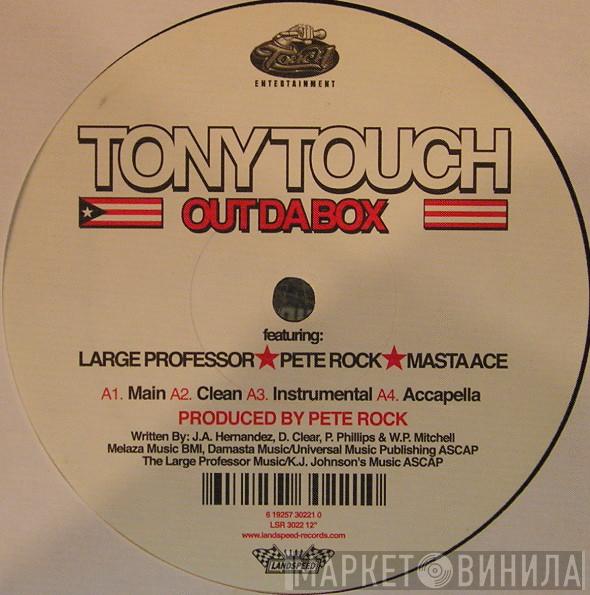 Touch
ENTERTAINMENT
TONY TOUCH
OUT DA BOX
featuring:
LARGE PROFESSOR★PETE ROCK★MASTA ACE
A1. Main A2. Clean A3. Instrumental A4. Accapella
PRODUCED BY PETE ROCK
Written By: J.A. Hernandez, D. Clear, P. Phillips & W.P. Mitchell
Melaza Music BMI, Damasta Music/Universal Music Publishing ASCAP
The Large Professor Music/K.J. Johnson's Music ASCAP
6 19257 30221 0
LSR 3022 12"
www.landspeed-records.com
LANDSPEED
МАРКЕТ ВИНИЛА